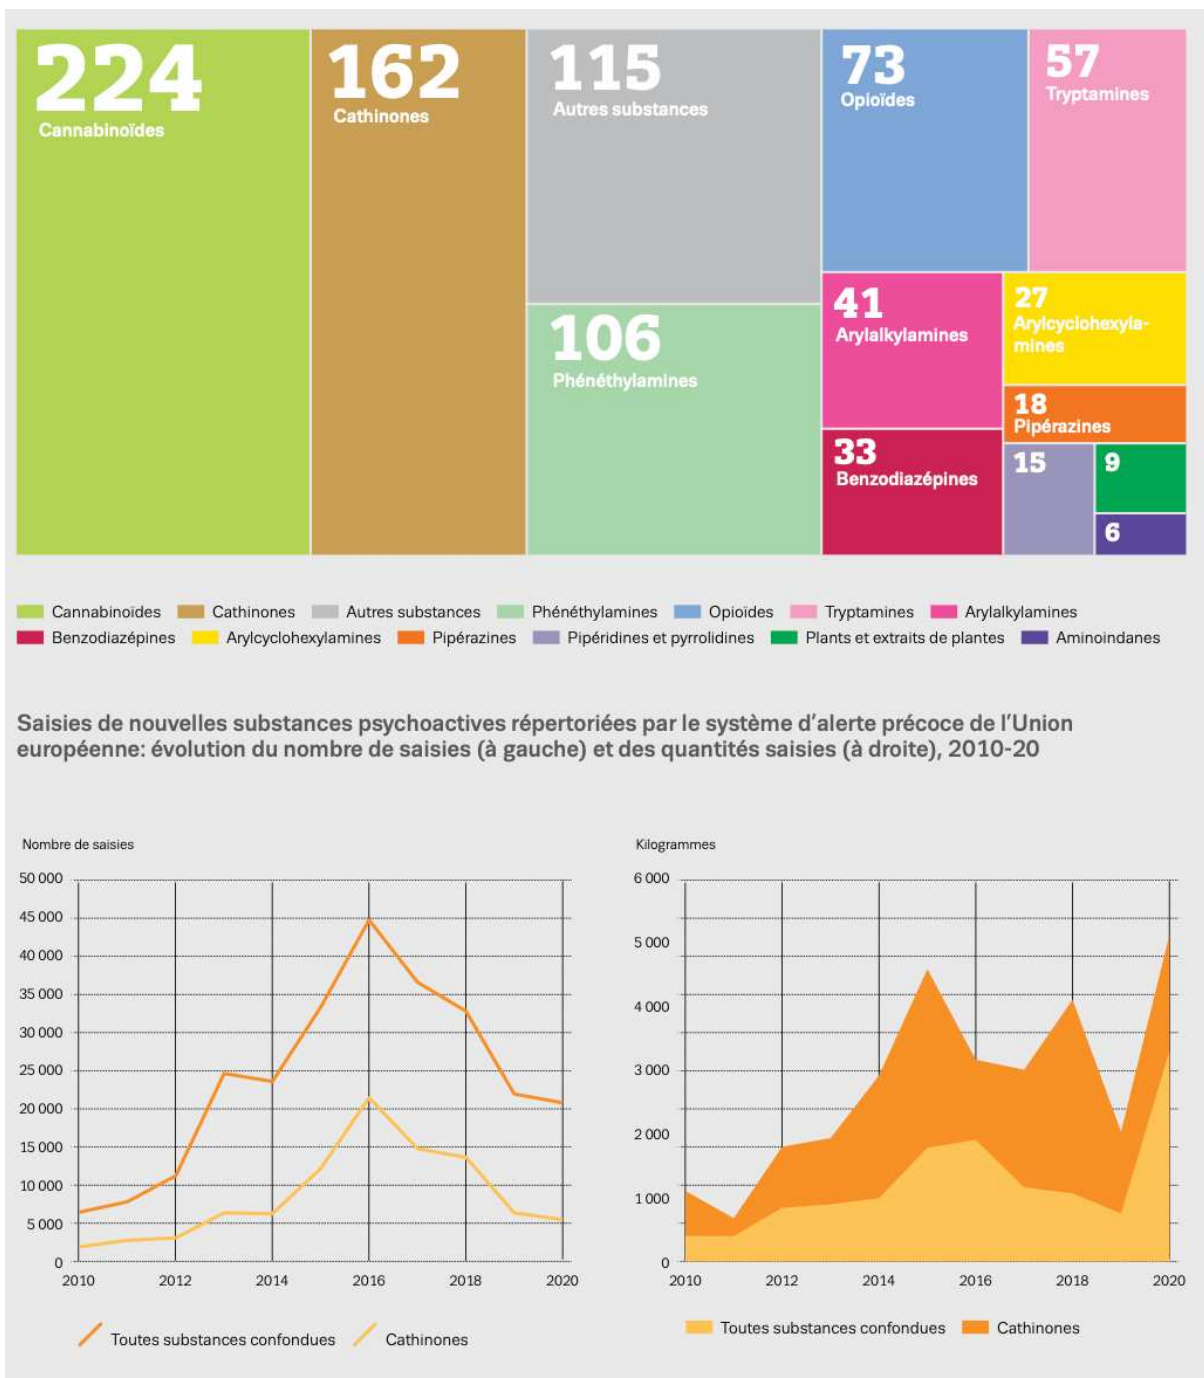 224
Cannabinoïdes
162
Cathinones
115
Autres substances
106
Phénéthylamines
73
Opioïdes
57
Tryptamines
41
Arylalkylamines
27
Arylcyclohexyla-
mines
18
Pipérazines
33
Benzodiazépines
15
9
6
Cannabinoïdes Cathinones Autres substances Phénéthylamines Opioïdes Tryptamines Arylalkylamines
Benzodiazépines Arylcyclohexylamines Pipérazines Pipéridines et pyrrolidines Plants et extraits de plantes Aminoindanes
Saisies de nouvelles substances psychoactives répertoriées par le système d'alerte précoce de l'Union
européenne: évolution du nombre de saisies (à gauche) et des quantités saisies (à droite), 2010-20
Nombre de saisies
50 000
45 000
40 000
35 000
30 000
25 000
20 000
15 000
10 000
5 000
0
2010 2012 2014 2016 2018 2020
Toutes substances confondues Cathinones
Kilogrammes
6 000
5 000
4 000
3 000
2 000
1 000
0
2010 2012 2014 2016 2018 2020
Toutes substances confondues Cathinones